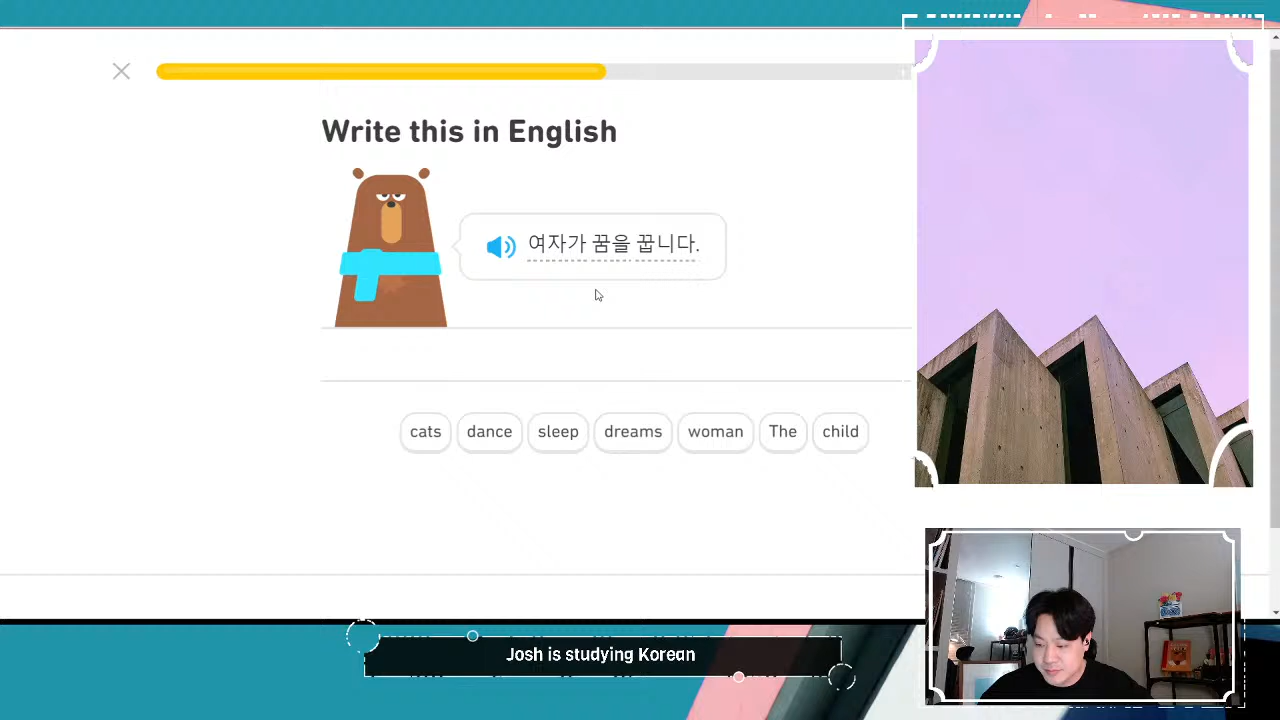 Write this in English
여자가 꿈을 꿉니다.
cats dance sleep dreams woman The child
Josh is studying Korean